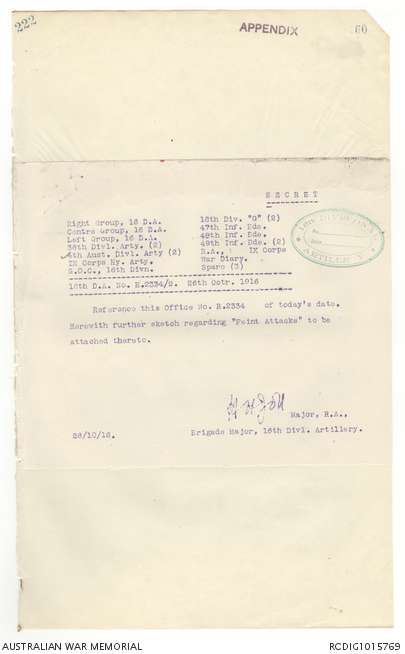 222
APPENDIX
60
SECRET
Right Group, 16 D.A.
Centre Group, 16 D.A.
Left Group, 16 D.A.
36th Divl. Arty. (2)
4th Aust. Divl. Arty (2)
IX Corps Hy. Arty.
G.O.C., 16th Divn.
16th Div. "G" (2)
47th Inf. Bde.
48th Inf. Bde.
49th Inf. Bde. (2)
R.A., IX Corps
War Diary.
Spare (3)
16th D.A. No. R.2334/2. 26th Octr. 1916
Reference this Office No. R.2334 of today's date.
Herewith further sketch regarding "Feint Attacks" to be
attached thereto.
Major, R.A.,
26/10/16.
Brigade Major, 16th Divl. Artillery.
16TH DIVISIONAL
ARTILLERY
AUSTRALIAN WAR MEMORIAL
RCDIG1015769